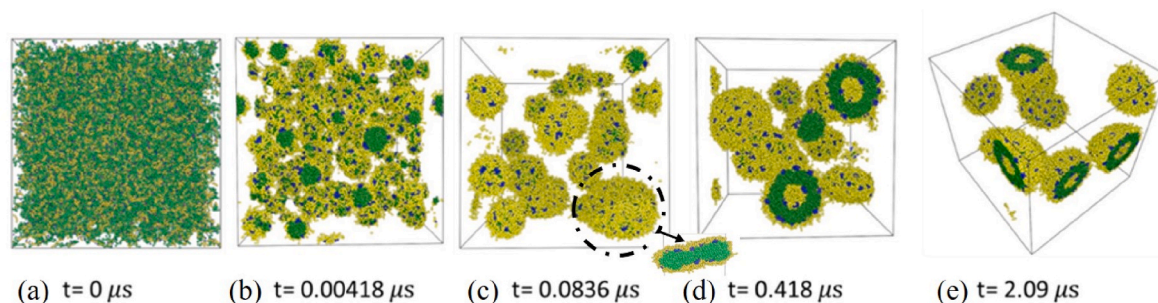 (a) t= 0 μs (b) t= 0.00418 μs (c) t= 0.0836 μs (d) t= 0.418 μs (e) t= 2.09 μs